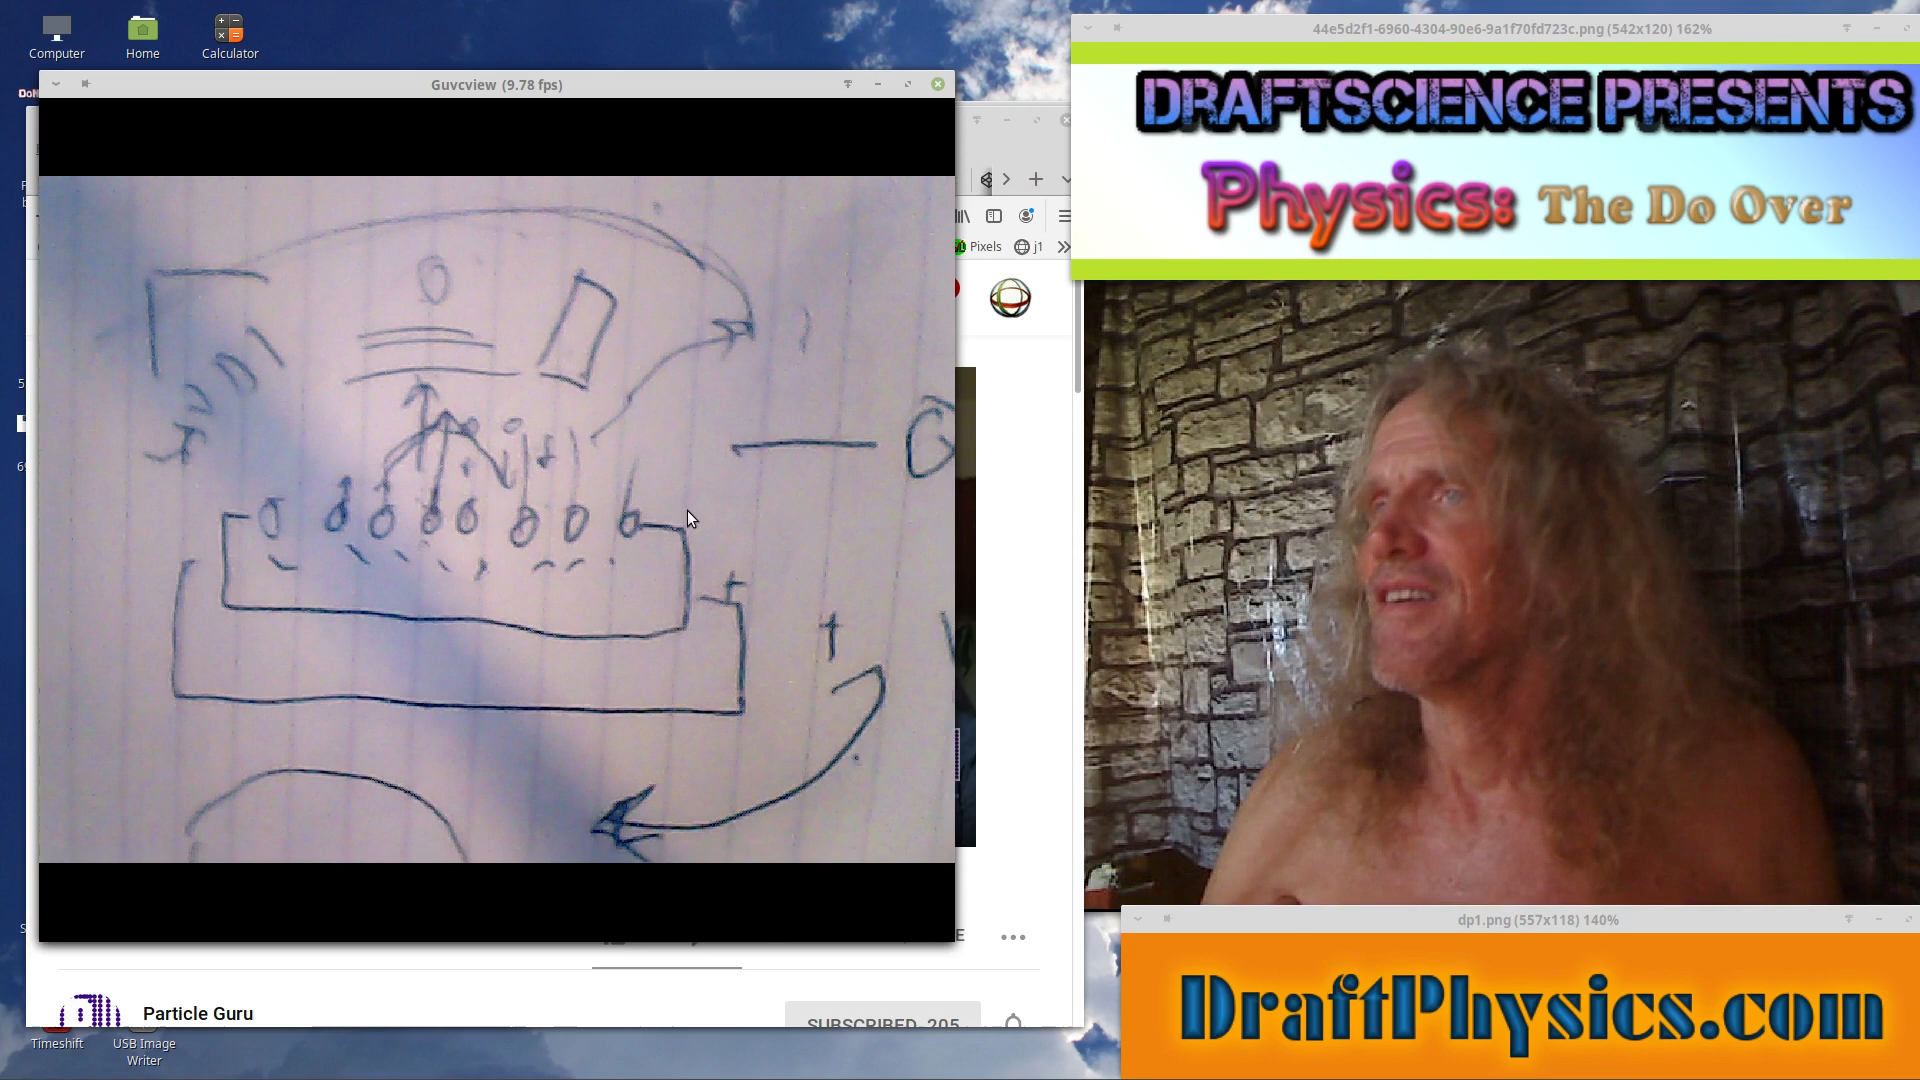 Computer
Home
Calculator
Guvcview (9.78 fps)
Pixels
j1
44e5d2f1-6960-4304-90e6-9a1f70fd723c.png (542x120) 162%
DRAFTSCIENCE PRESENTS
Physics: The Do Over
+
+
G
dp1.png (557x118) 140%
DraftPhysics.com
Particle Guru
SUBSCRIBED 205
Timeshift
USB Image
Writer